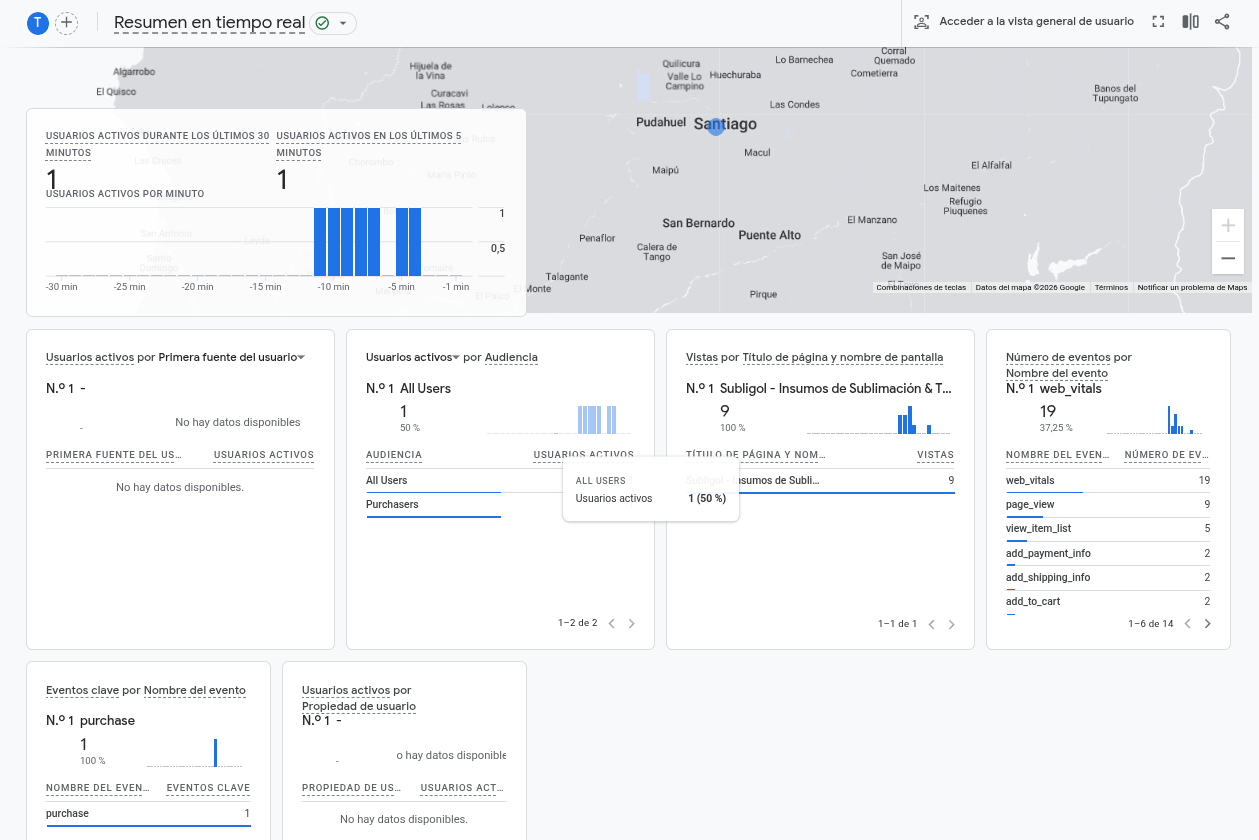 T
Resumen en tiempo real
Acceder a la vista general de usuario
Algarrobo
El Quisco
Hijuela de
la Vina
Curacavi
Las Rosas
Quilicura
Valle Lo
Campino
Huechuraba
Lo Barnechea
Corral
Quemado
Cometierra
Las Condes
Banos del
Tupungato
Pudahuel
Santiago
Macul
Maipú
El Alfalfal
Los Maitenes
Refugio
Piuquenes
San Bernardo
Puente Alto
El Manzano
Penaflor
Calera de
Tango
San José
de Maipo
Talagante
El Monte
Pirque
Combinaciones de teclas
Datos del mapa ©2026 Google
Términos
Notificar un problema de Maps
USUARIOS ACTIVOS DURANTE LOS ÚLTIMOS 30
MINUTOS
1
USUARIOS ACTIVOS EN LOS ÚLTIMOS 5
MINUTOS
1
USUARIOS ACTIVOS POR MINUTO
1
0,5
-30 min
-25 min
-20 min
-15 min
-10 min
-5 min
-1 min
Usuarios activos por Primera fuente del usuario
N.º 1 -
-
No hay datos disponibles
PRIMERA FUENTE DEL US…
USUARIOS ACTIVOS
No hay datos disponibles.
Usuarios activos por Audiencia
N.º 1 All Users
1
50 %
AUDIENCIA
USUARIOS ACTIVOS
All Users
Purchasers
1–2 de 2
ALL USERS
Usuarios activos 1 (50 %)
Vistas por Título de página y nombre de pantalla
N.º 1 Subligol - Insumos de Sublimación & T…
9
100 %
TÍTULO DE PÁGINA Y NOM…
VISTAS
Subligol - Insumos de Subli…
9
1–1 de 1
Número de eventos por
Nombre del evento
N.º 1 web_vitals
19
37,25 %
NOMBRE DEL EVEN…
NÚMERO DE EV…
web_vitals 19
page_view 9
view_item_list 5
add_payment_info 2
add_shipping_info 2
add_to_cart 2
1–6 de 14
Eventos clave por Nombre del evento
N.º 1 purchase
1
100 %
NOMBRE DEL EVEN…
EVENTOS CLAVE
purchase 1
Usuarios activos por
Propiedad de usuario
N.º 1 -
-
o hay datos disponible
PROPIEDAD DE US…
USUARIOS ACT…
No hay datos disponibles.